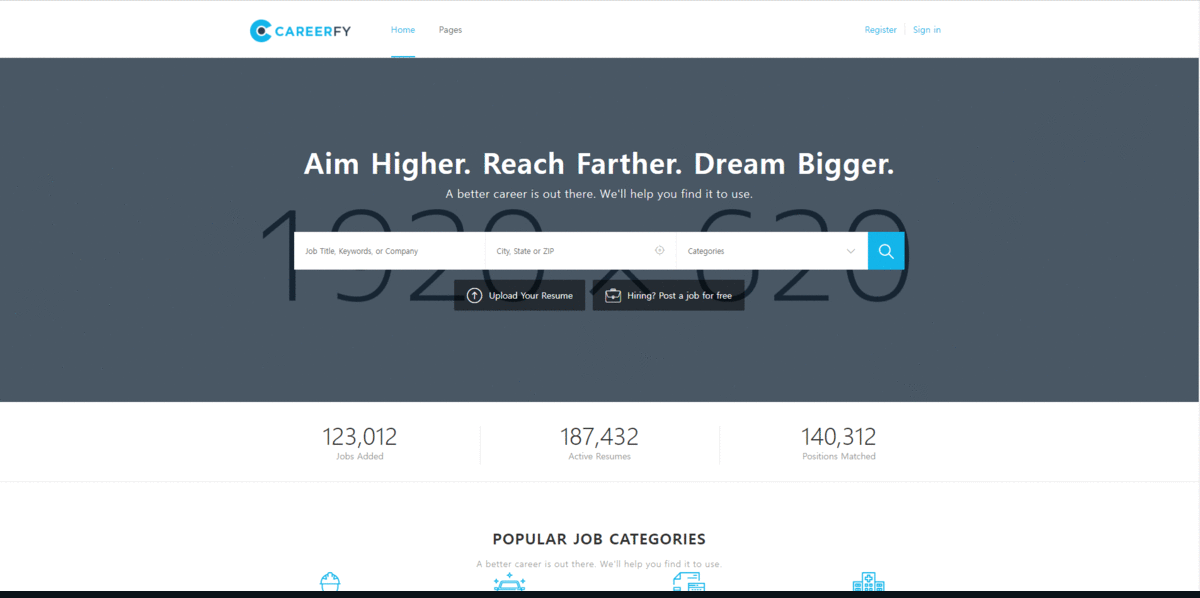 CAREERFY
Home
Pages
Register
Sign in
Aim Higher. Reach Farther. Dream Bigger.
A better career is out there. We'll help you find it to use.
1920 x 620
Job Title, Keywords, or Company
City, State or ZIP
Categories
Upload Your Resume
Hiring? Post a job for free
123,012
Jobs Added
187,432
Active Resumes
140,312
Positions Matched
POPULAR JOB CATEGORIES
A better career is out there. We'll help you find it to use.